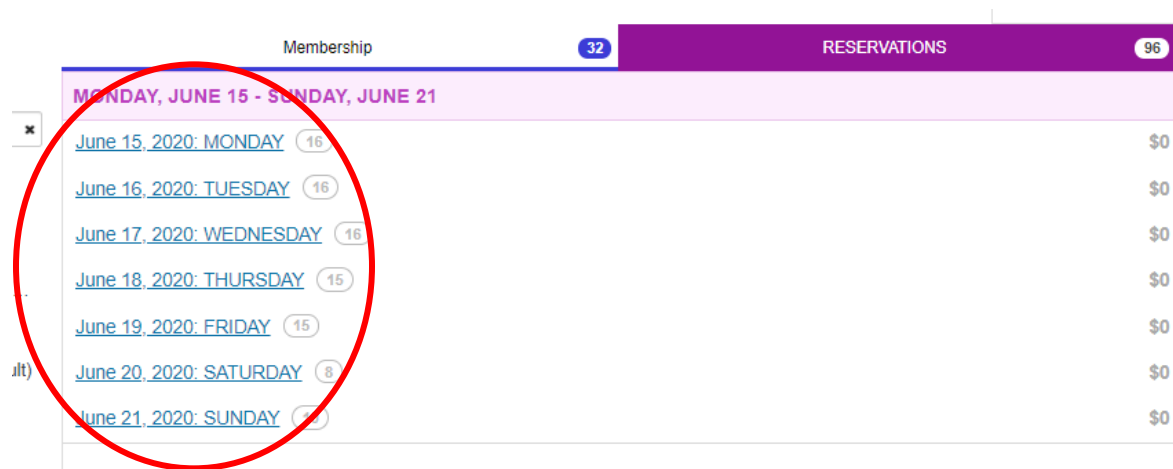 Membership 32 RESERVATIONS 96
MONDAY, JUNE 15 - SUNDAY, JUNE 21
June 15, 2020: MONDAY 16 $0
June 16, 2020: TUESDAY 16 $0
June 17, 2020: WEDNESDAY 16 $0
June 18, 2020: THURSDAY 15 $0
June 19, 2020: FRIDAY 15 $0
ult)
June 20, 2020: SATURDAY 8 $0
June 21, 2020: SUNDAY $0